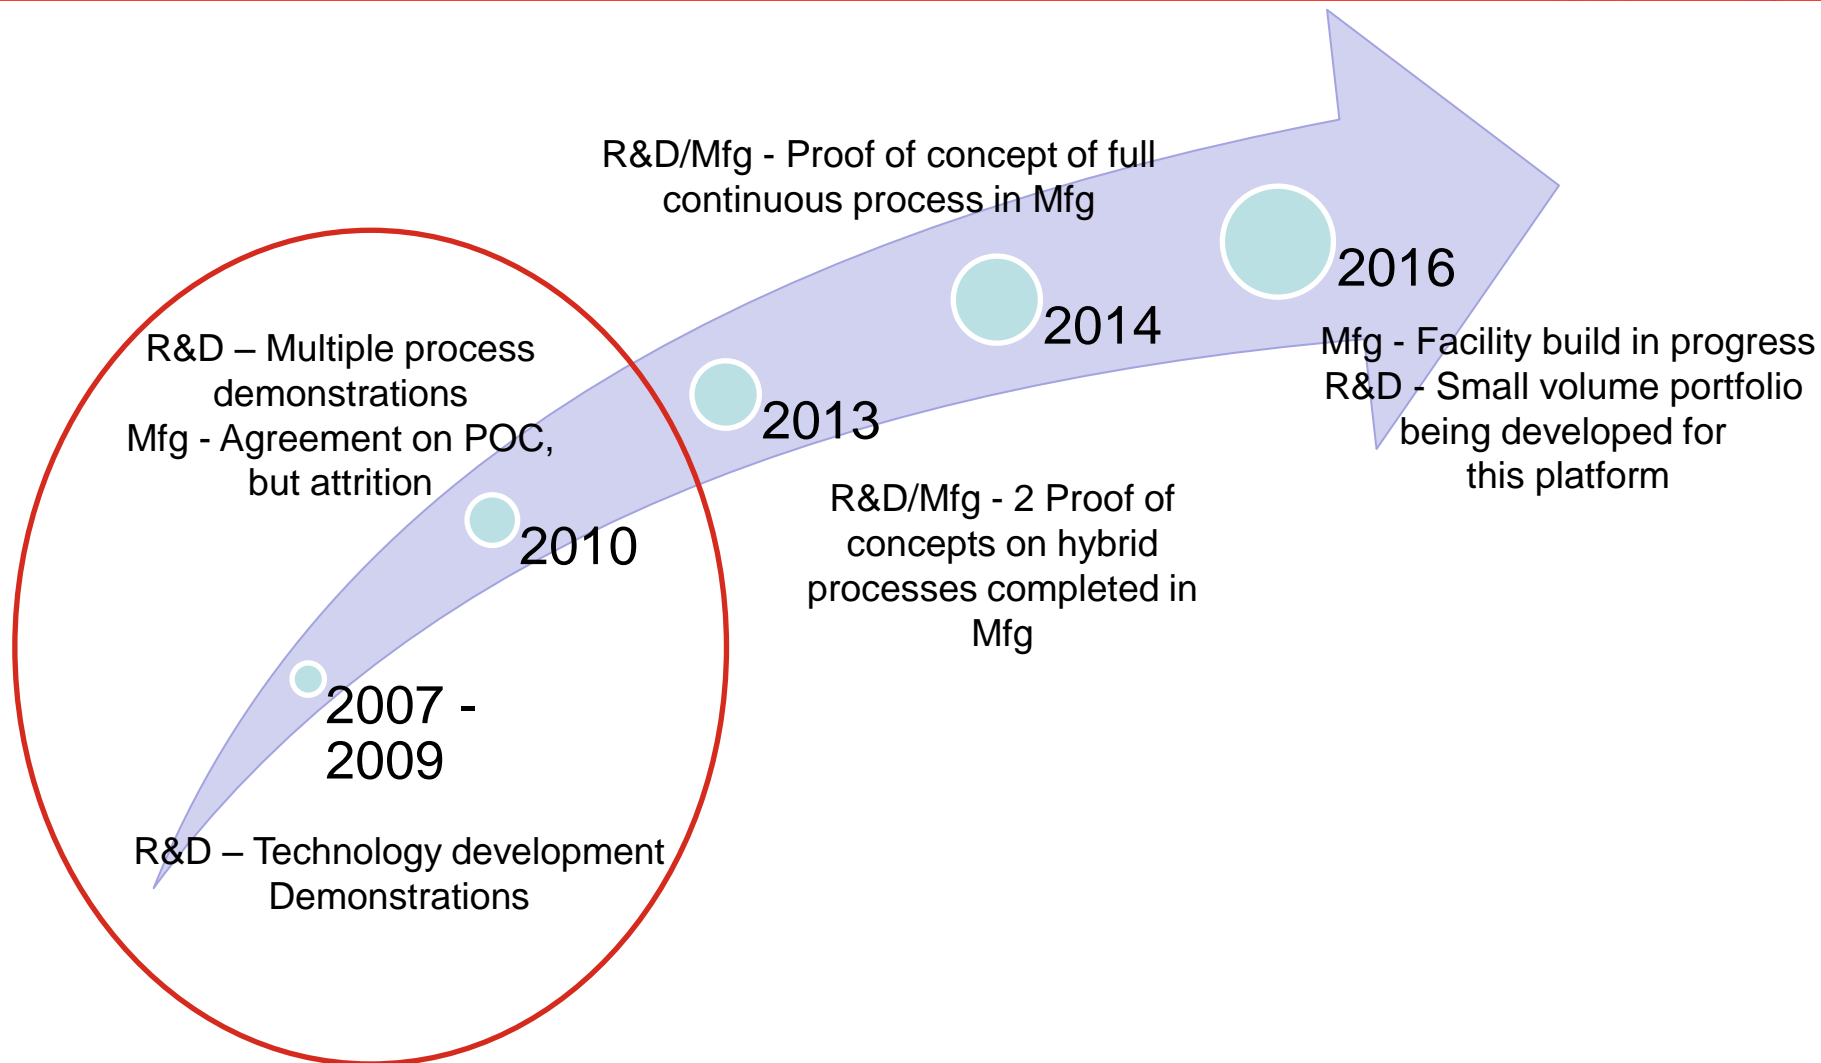 R&D/Mfg - Proof of concept of full
continuous process in Mfg
2016
2014
R&D – Multiple process
demonstrations
Mfg - Agreement on POC,
but attrition
Mfg - Facility build in progress
R&D - Small volume portfolio
being developed for
this platform
2013
R&D/Mfg - 2 Proof of
concepts on hybrid
processes completed in
Mfg
2010
2007 -
2009
R&D – Technology development
Demonstrations